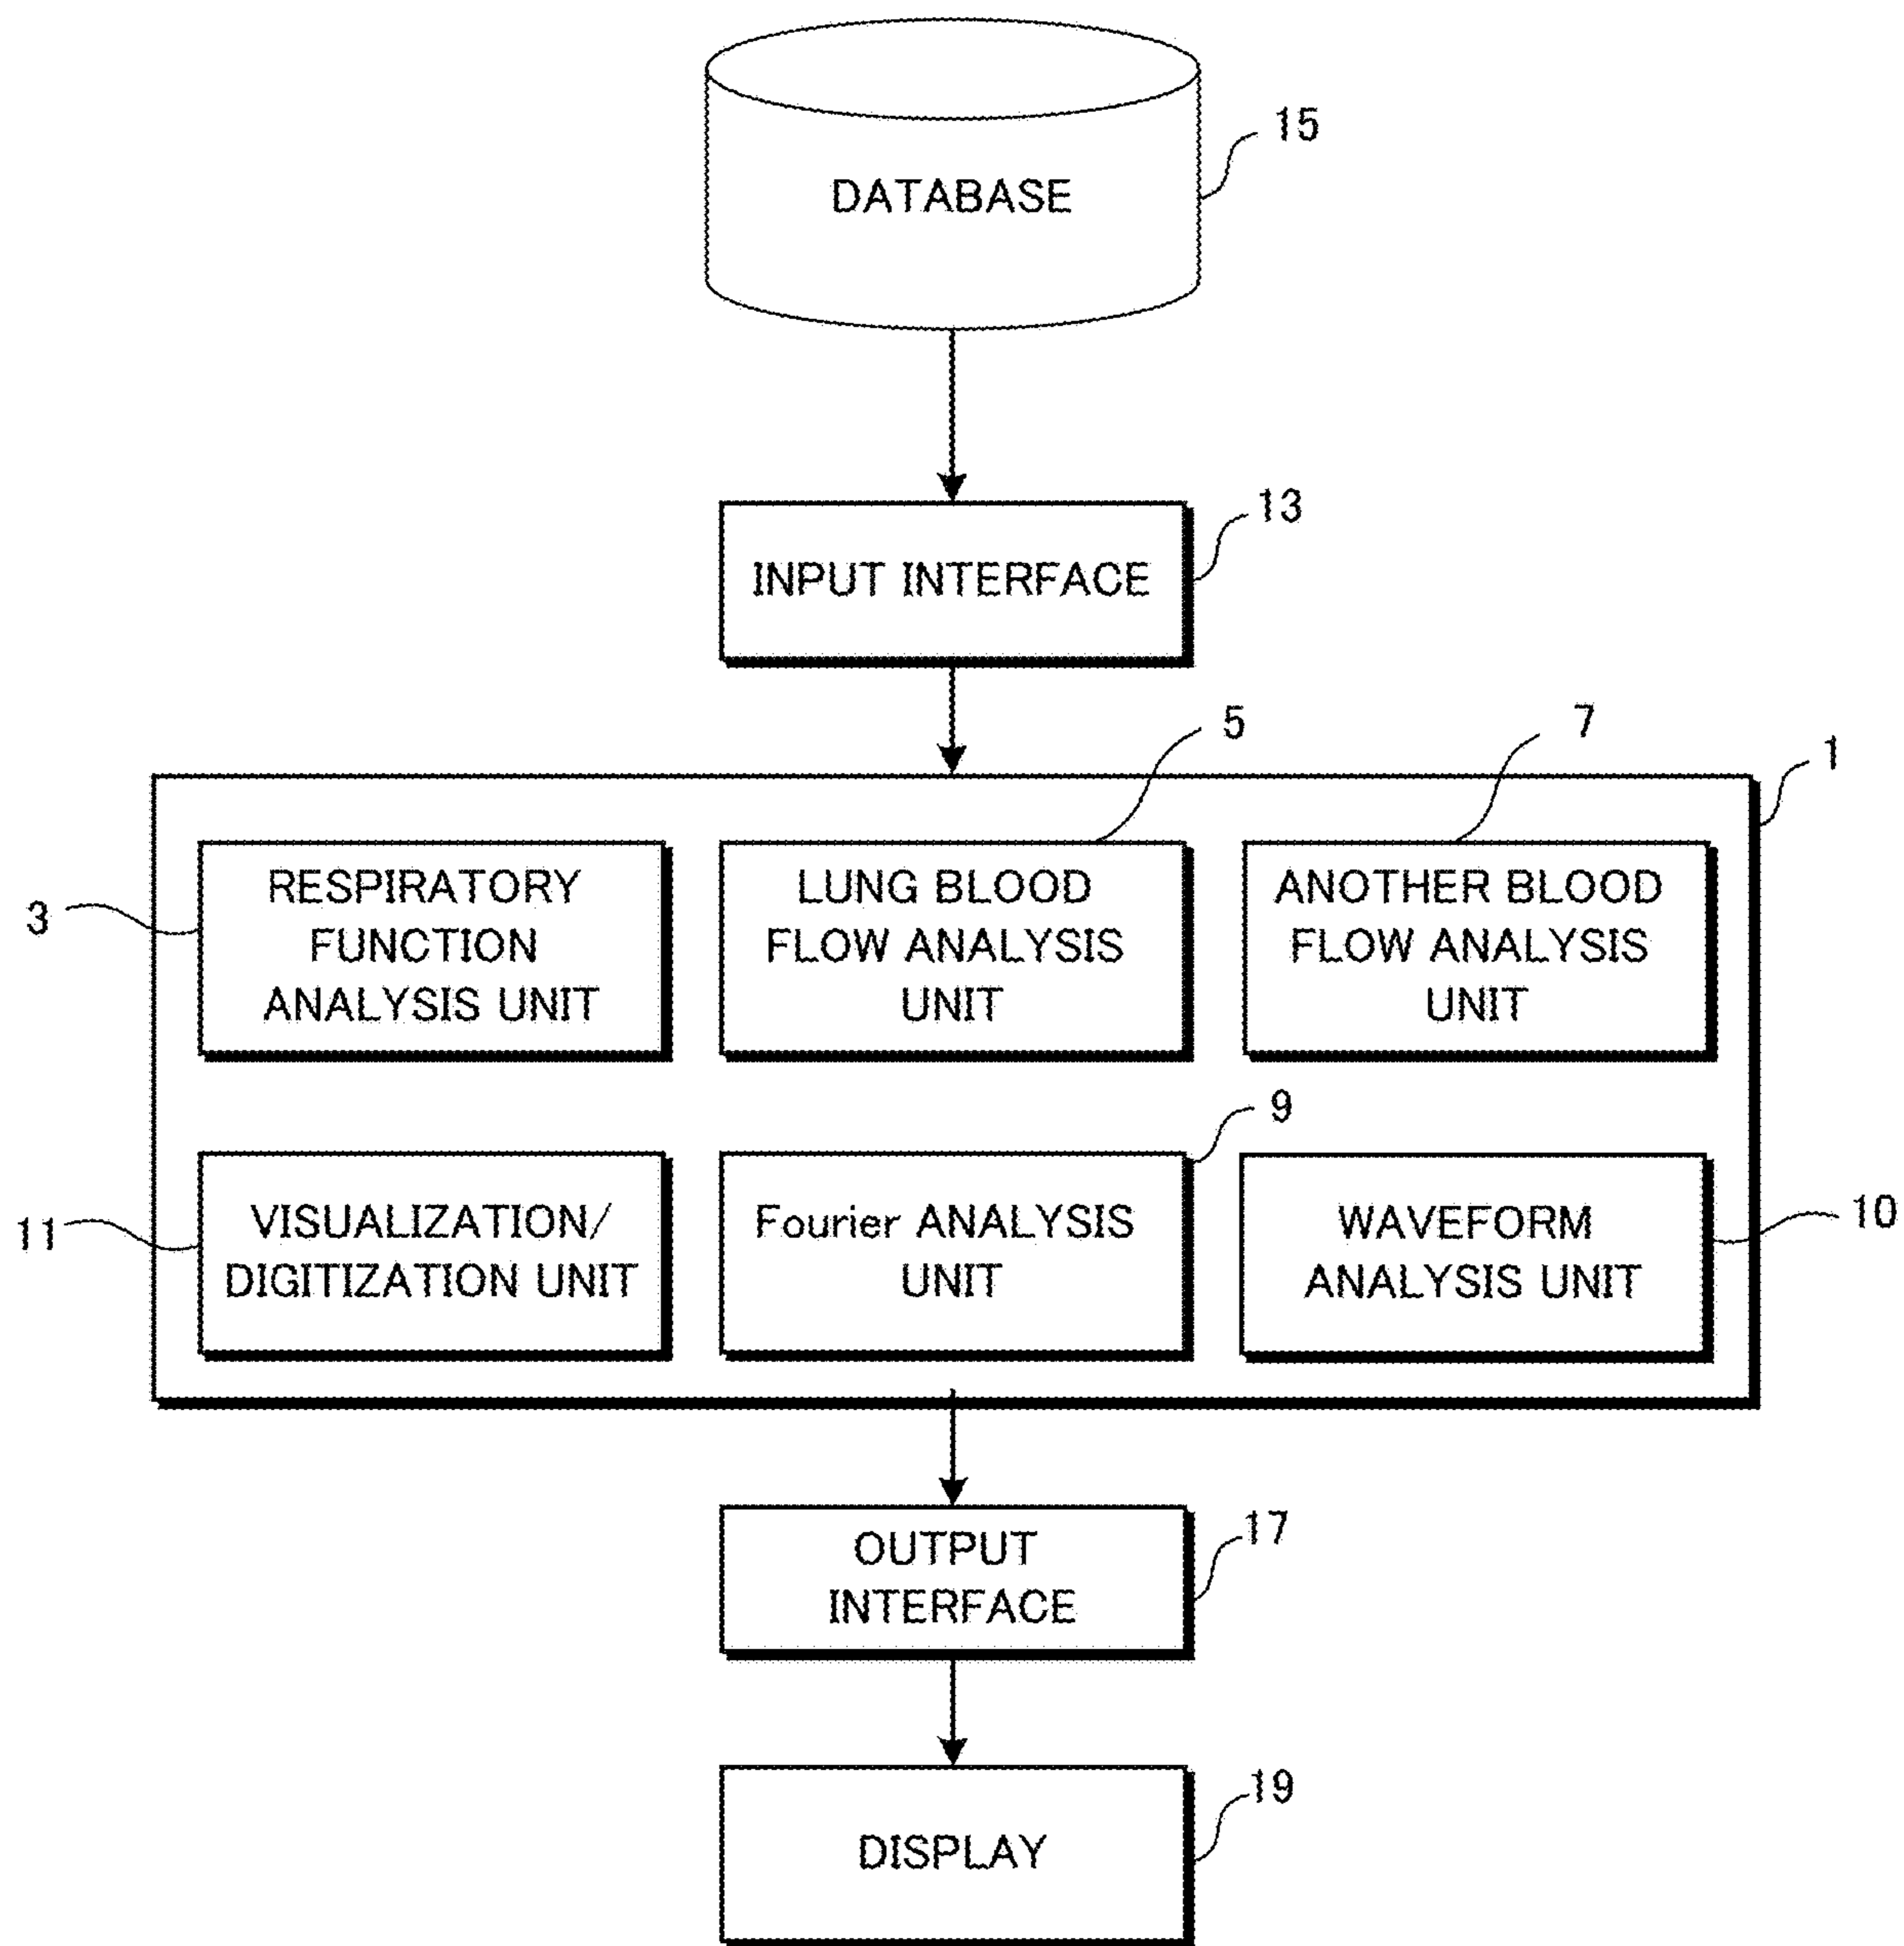 15
DATABASE
13
INPUT INTERFACE
5
7
1
3
RESPIRATORY
FUNCTION
ANALYSIS UNIT
LUNG BLOOD
FLOW ANALYSIS
UNIT
ANOTHER BLOOD
FLOW ANALYSIS
UNIT
9
11
VISUALIZATION/
DIGITIZATION UNIT
Fourier ANALYSIS
UNIT
WAVEFORM
ANALYSIS UNIT
10
17
OUTPUT
INTERFACE
19
DISPLAY